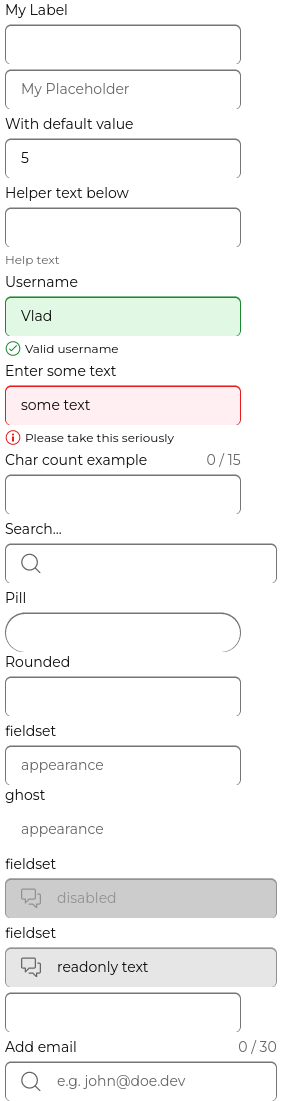 My Label
My Placeholder
With default value
5
Helper text below
Help text
Username
Vlad
Valid username
Enter some text
some text
Please take this seriously
Char count example 0 / 15
Search...
Pill
Rounded
fieldset
appearance
ghost
appearance
fieldset
disabled
fieldset
readonly text
Add email 0 / 30
e.g. john@doe.dev